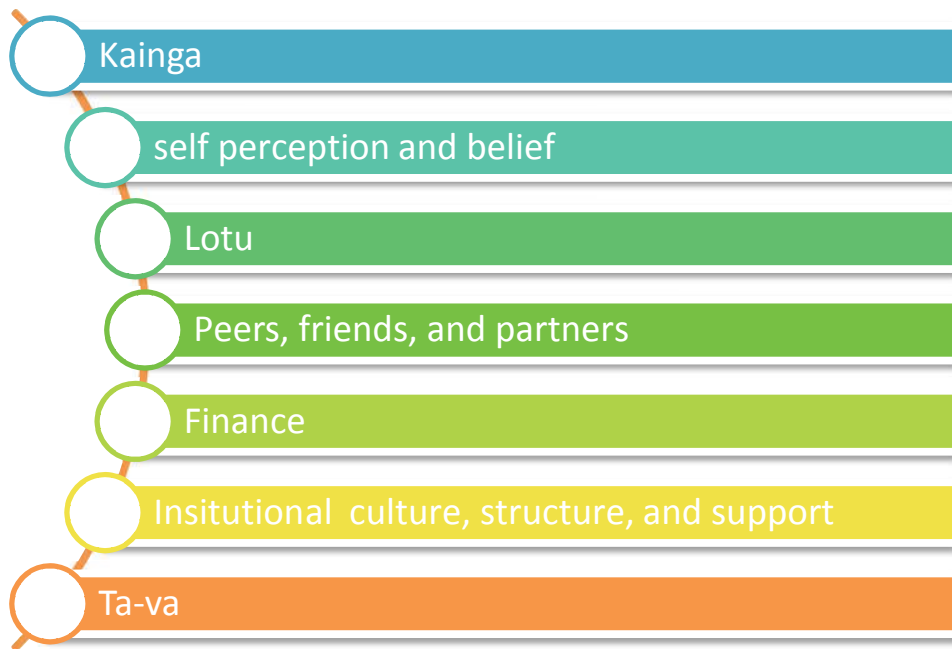 Kainga
self perception and belief
Lotu
Peers, friends, and partners
Finance
Insitutional  culture, structure, and support
Ta-va